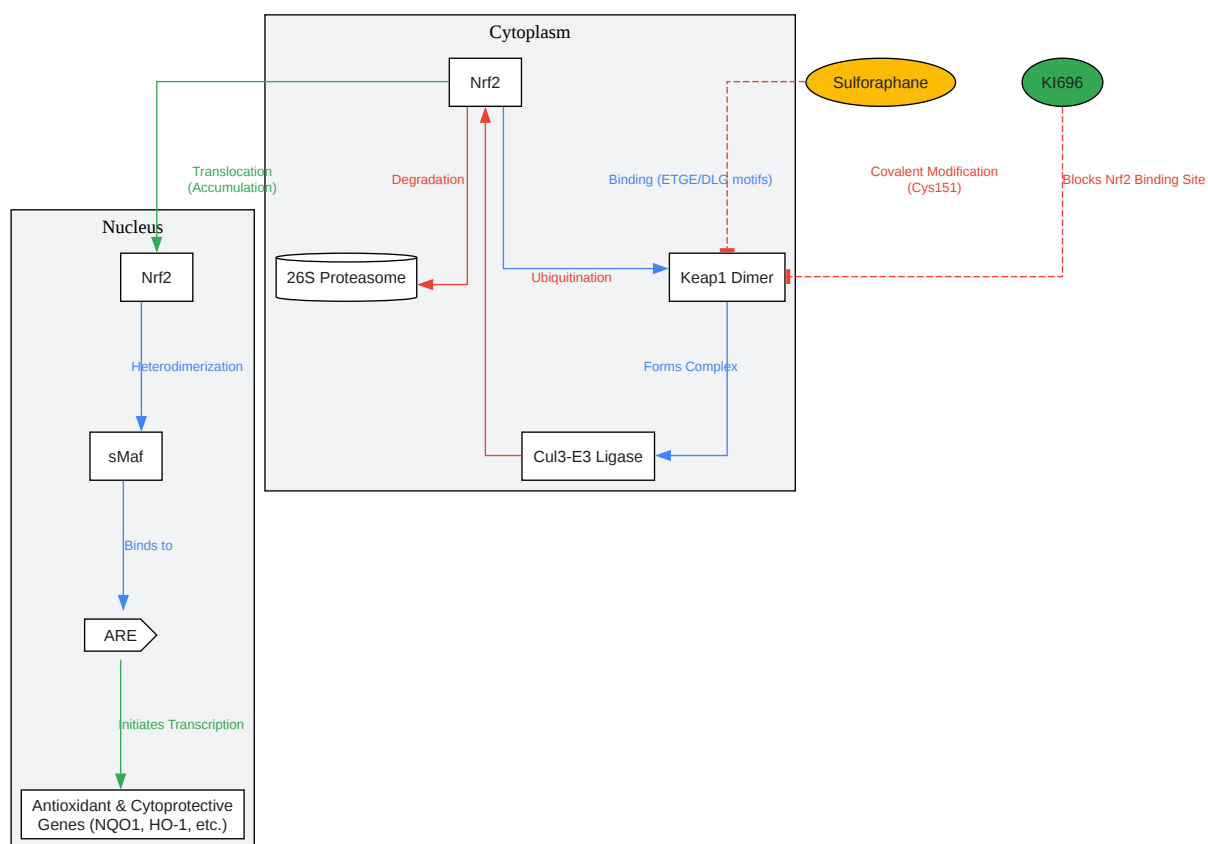 Cytoplasm
Nrf2
Sulforaphane
KI696
Translocation
(Accumulation)
Degradation
Binding (ETGE/DLG motifs)
Covalent Modification
(Cys151)
Blocks Nrf2 Binding Site
Nucleus
Nrf2
26S Proteasome
Ubiquitination
Keap1 Dimer
Heterodimerization
Forms Complex
sMaf
Cul3-E3 Ligase
Binds to
ARE
Initiates Transcription
Antioxidant & Cytoprotective
Genes (NQO1, HO-1, etc.)